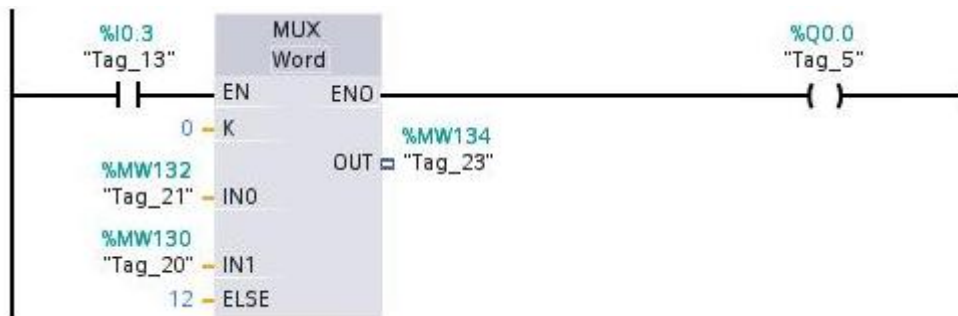 %I0.3
"Tag_13"
MUX
Word
%Q0.0
"Tag_5"
EN
ENO
0
K
%MW134
OUT
"Tag_23"
%MW132
"Tag_21"
IN0
%MW130
"Tag_20"
IN1
12
ELSE